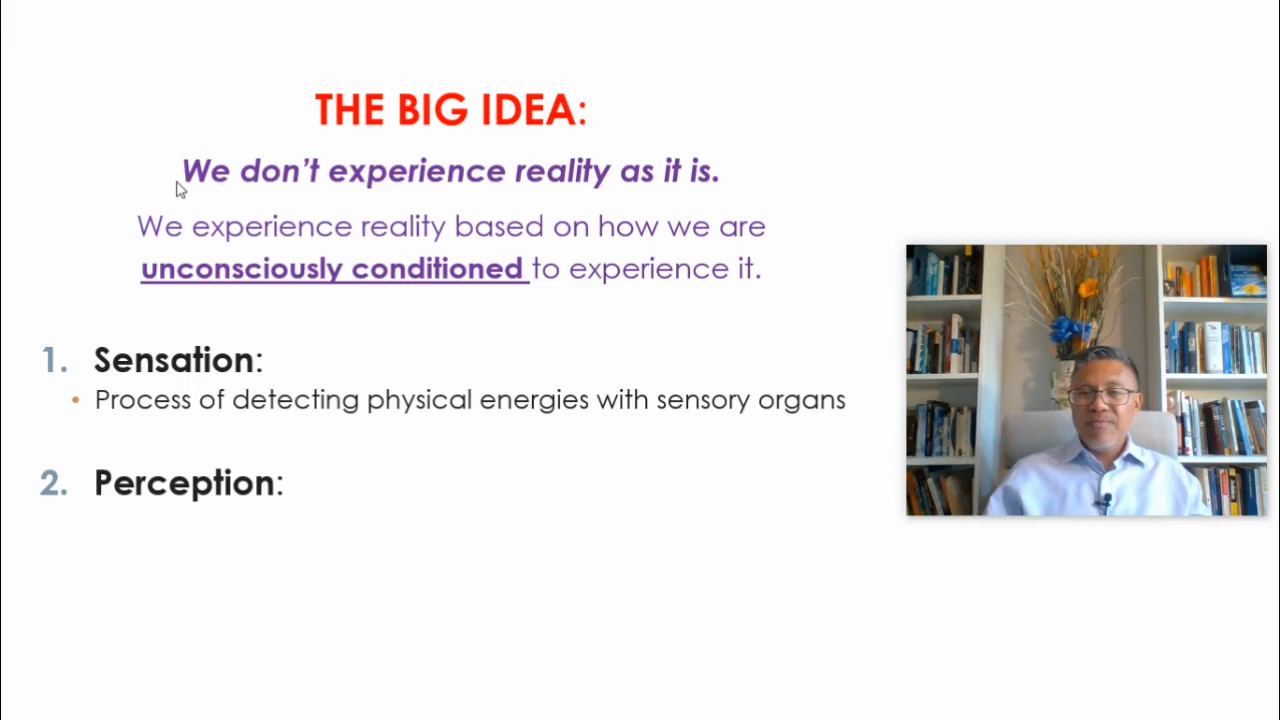 THE BIG IDEA:
We don't experience reality as it is.
We experience reality based on how we are
unconsciously conditioned to experience it.
1. Sensation:
• Process of detecting physical energies with sensory organs
2. Perception: